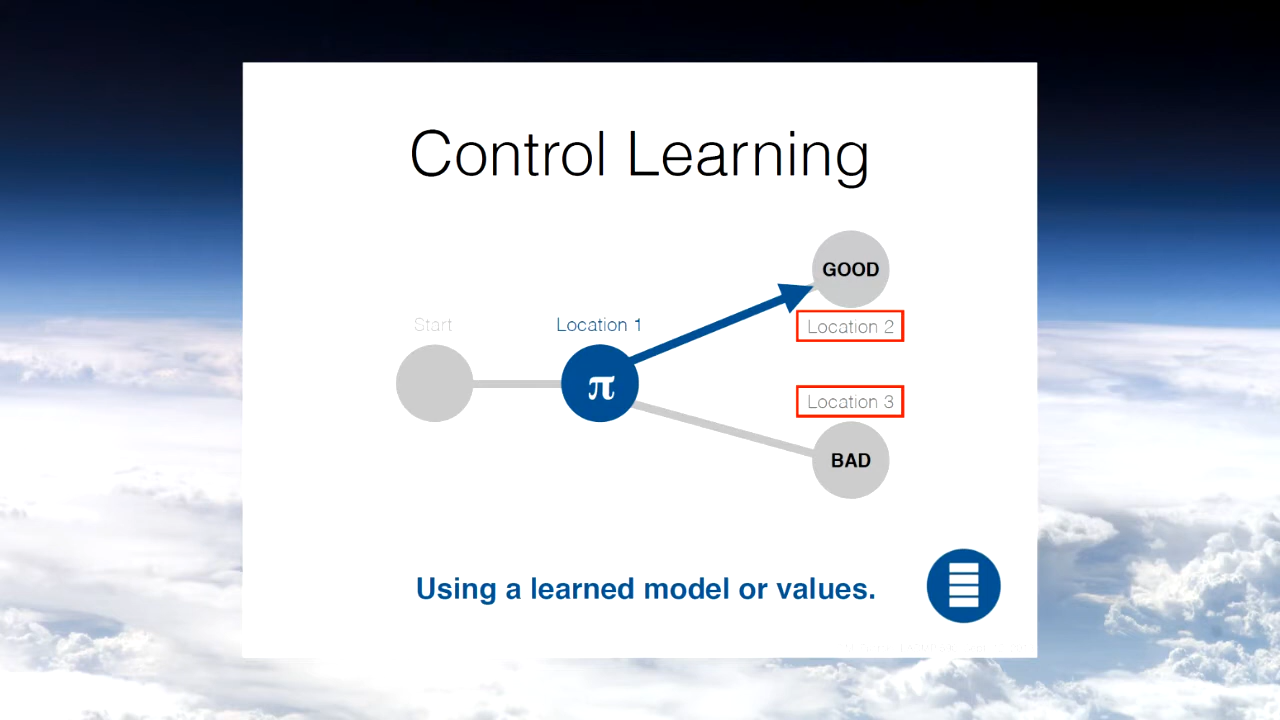 Control Learning
GOOD
Start
Location 1
Location 2
π
Location 3
BAD
Using a learned model or values.